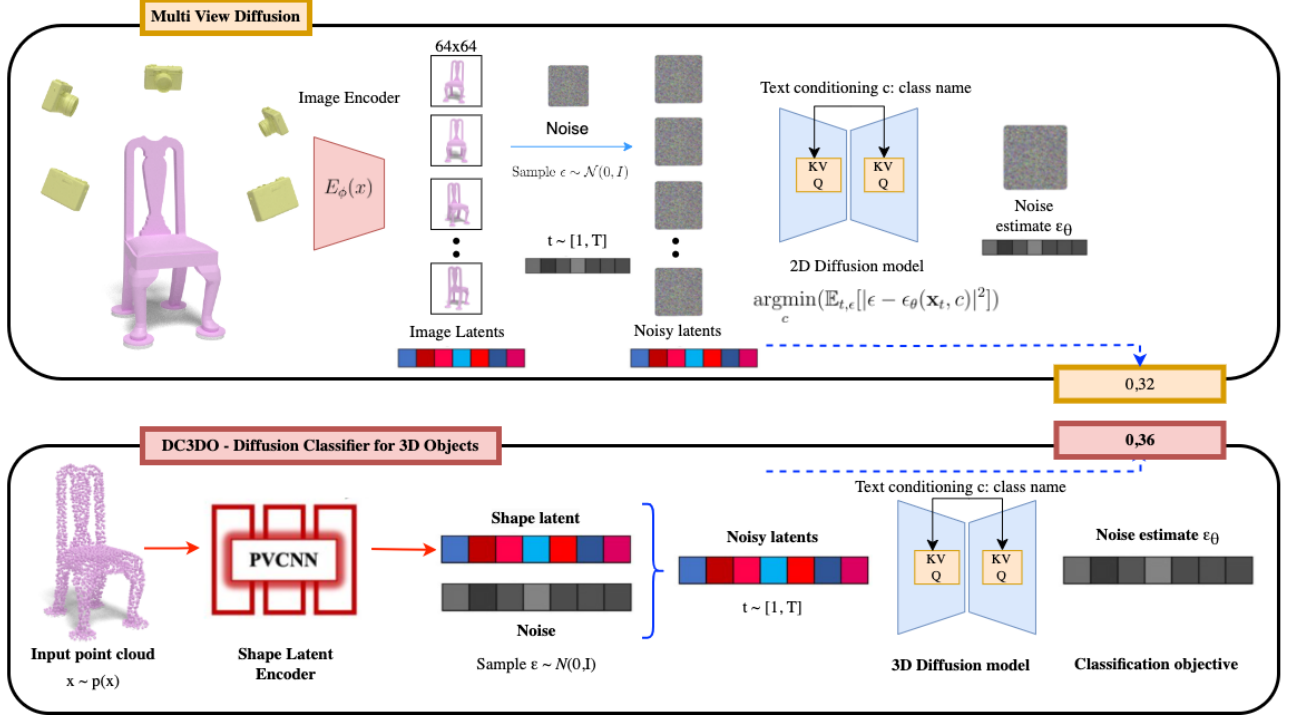 Multi View Diffusion
64x64
Image Encoder
Text conditioning c: class name
Noise
E_ϕ(x)
Sample ϵ ∼ 𝒩(0, I)
KV
Q
KV
Q
Noise
estimate ε_θ
t ~ [1, T]
2D Diffusion model
argmin_c(𝔼_{t,ϵ}[|ϵ − ϵ_θ(𝐱_t, c)|²])
Image Latents
Noisy latents
0,32
DC3DO - Diffusion Classifier for 3D Objects
0,36
Text conditioning c: class name
Shape latent
Noisy latents
Noise estimate ε_θ
PVCNN
KV
Q
KV
Q
t ~ [1, T]
Noise
Input point cloud
x ~ p(x)
Shape Latent
Encoder
Sample ε ~ N(0,I)
3D Diffusion model
Classification objective